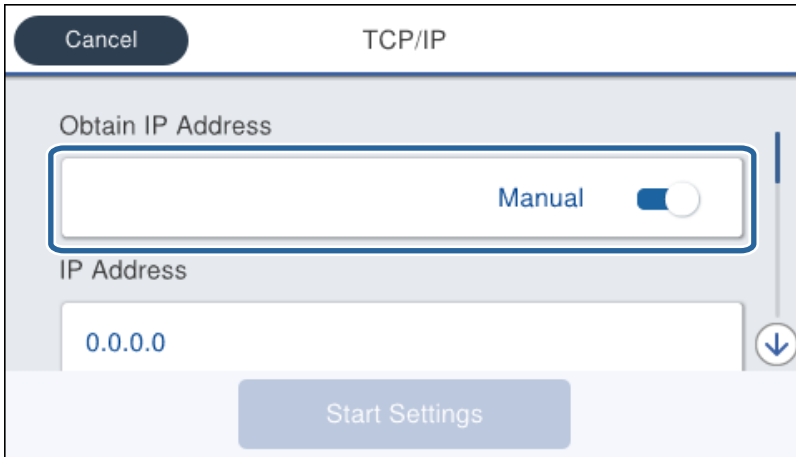 Cancel
TCP/IP
Obtain IP Address
Manual
IP Address
0.0.0.0
Start Settings